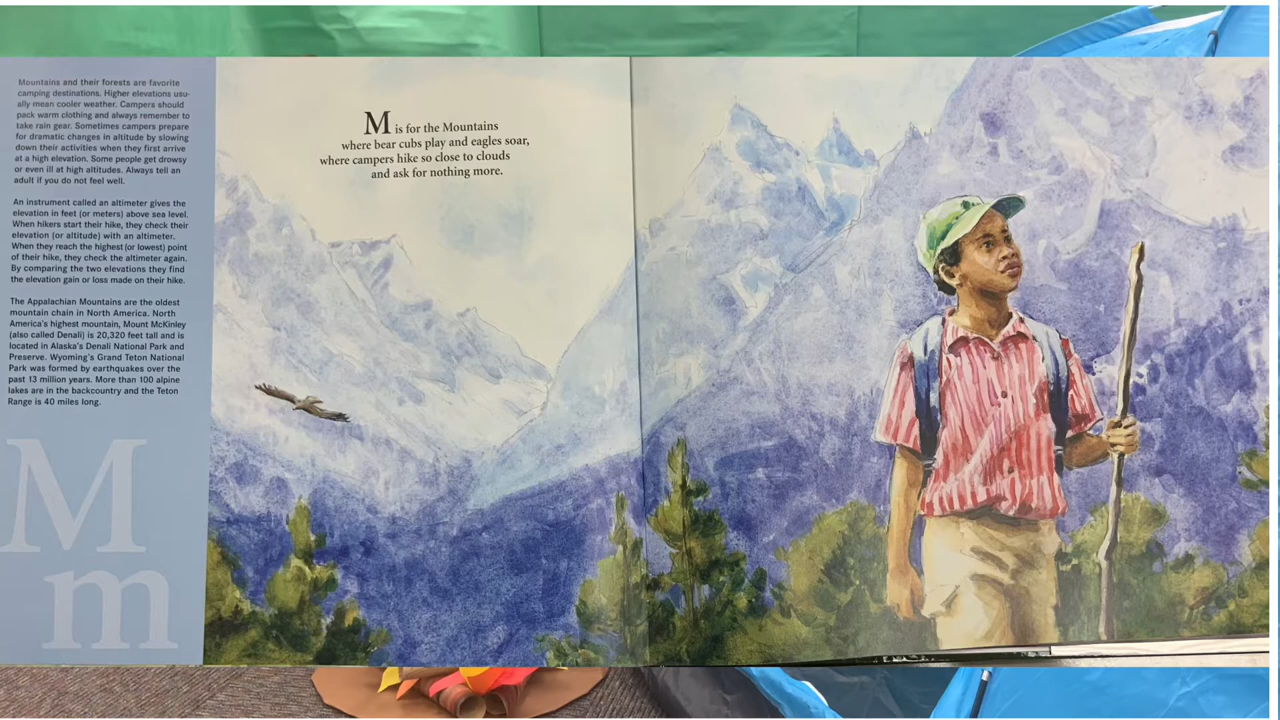 Mountains and their forests are favorite
camping destinations. Higher elevations usu-
ally mean cooler weather. Campers should
pack warm clothing and always remember to
take rain gear. Sometimes campers prepare
for dramatic changes in altitude by slowing
down their activities when they first arrive
at a high elevation. Some people get drowsy
or even ill at high altitudes. Always tell an
adult if you do not feel well.
An instrument called an altimeter gives the
elevation in feet (or meters) above sea level.
When hikers start their hike, they check their
elevation (or altitude) with an altimeter.
When they reach the highest (or lowest) point
of their hike, they check the altimeter again.
By comparing the two elevations they find
the elevation gain or loss made on their hike.
The Appalachian Mountains are the oldest
mountain chain in North America. North
America's highest mountain, Mount McKinley
(also called Denali) is 20,320 feet tall and is
located in Alaska's Denali National Park and
Preserve. Wyoming's Grand Teton National
Park was formed by earthquakes over the
past 13 million years. More than 100 alpine
lakes are in the backcountry and the Teton
Range is 40 miles long.
M
m
M is for the Mountains
where bear cubs play and eagles soar,
where campers hike so close to clouds
and ask for nothing more.